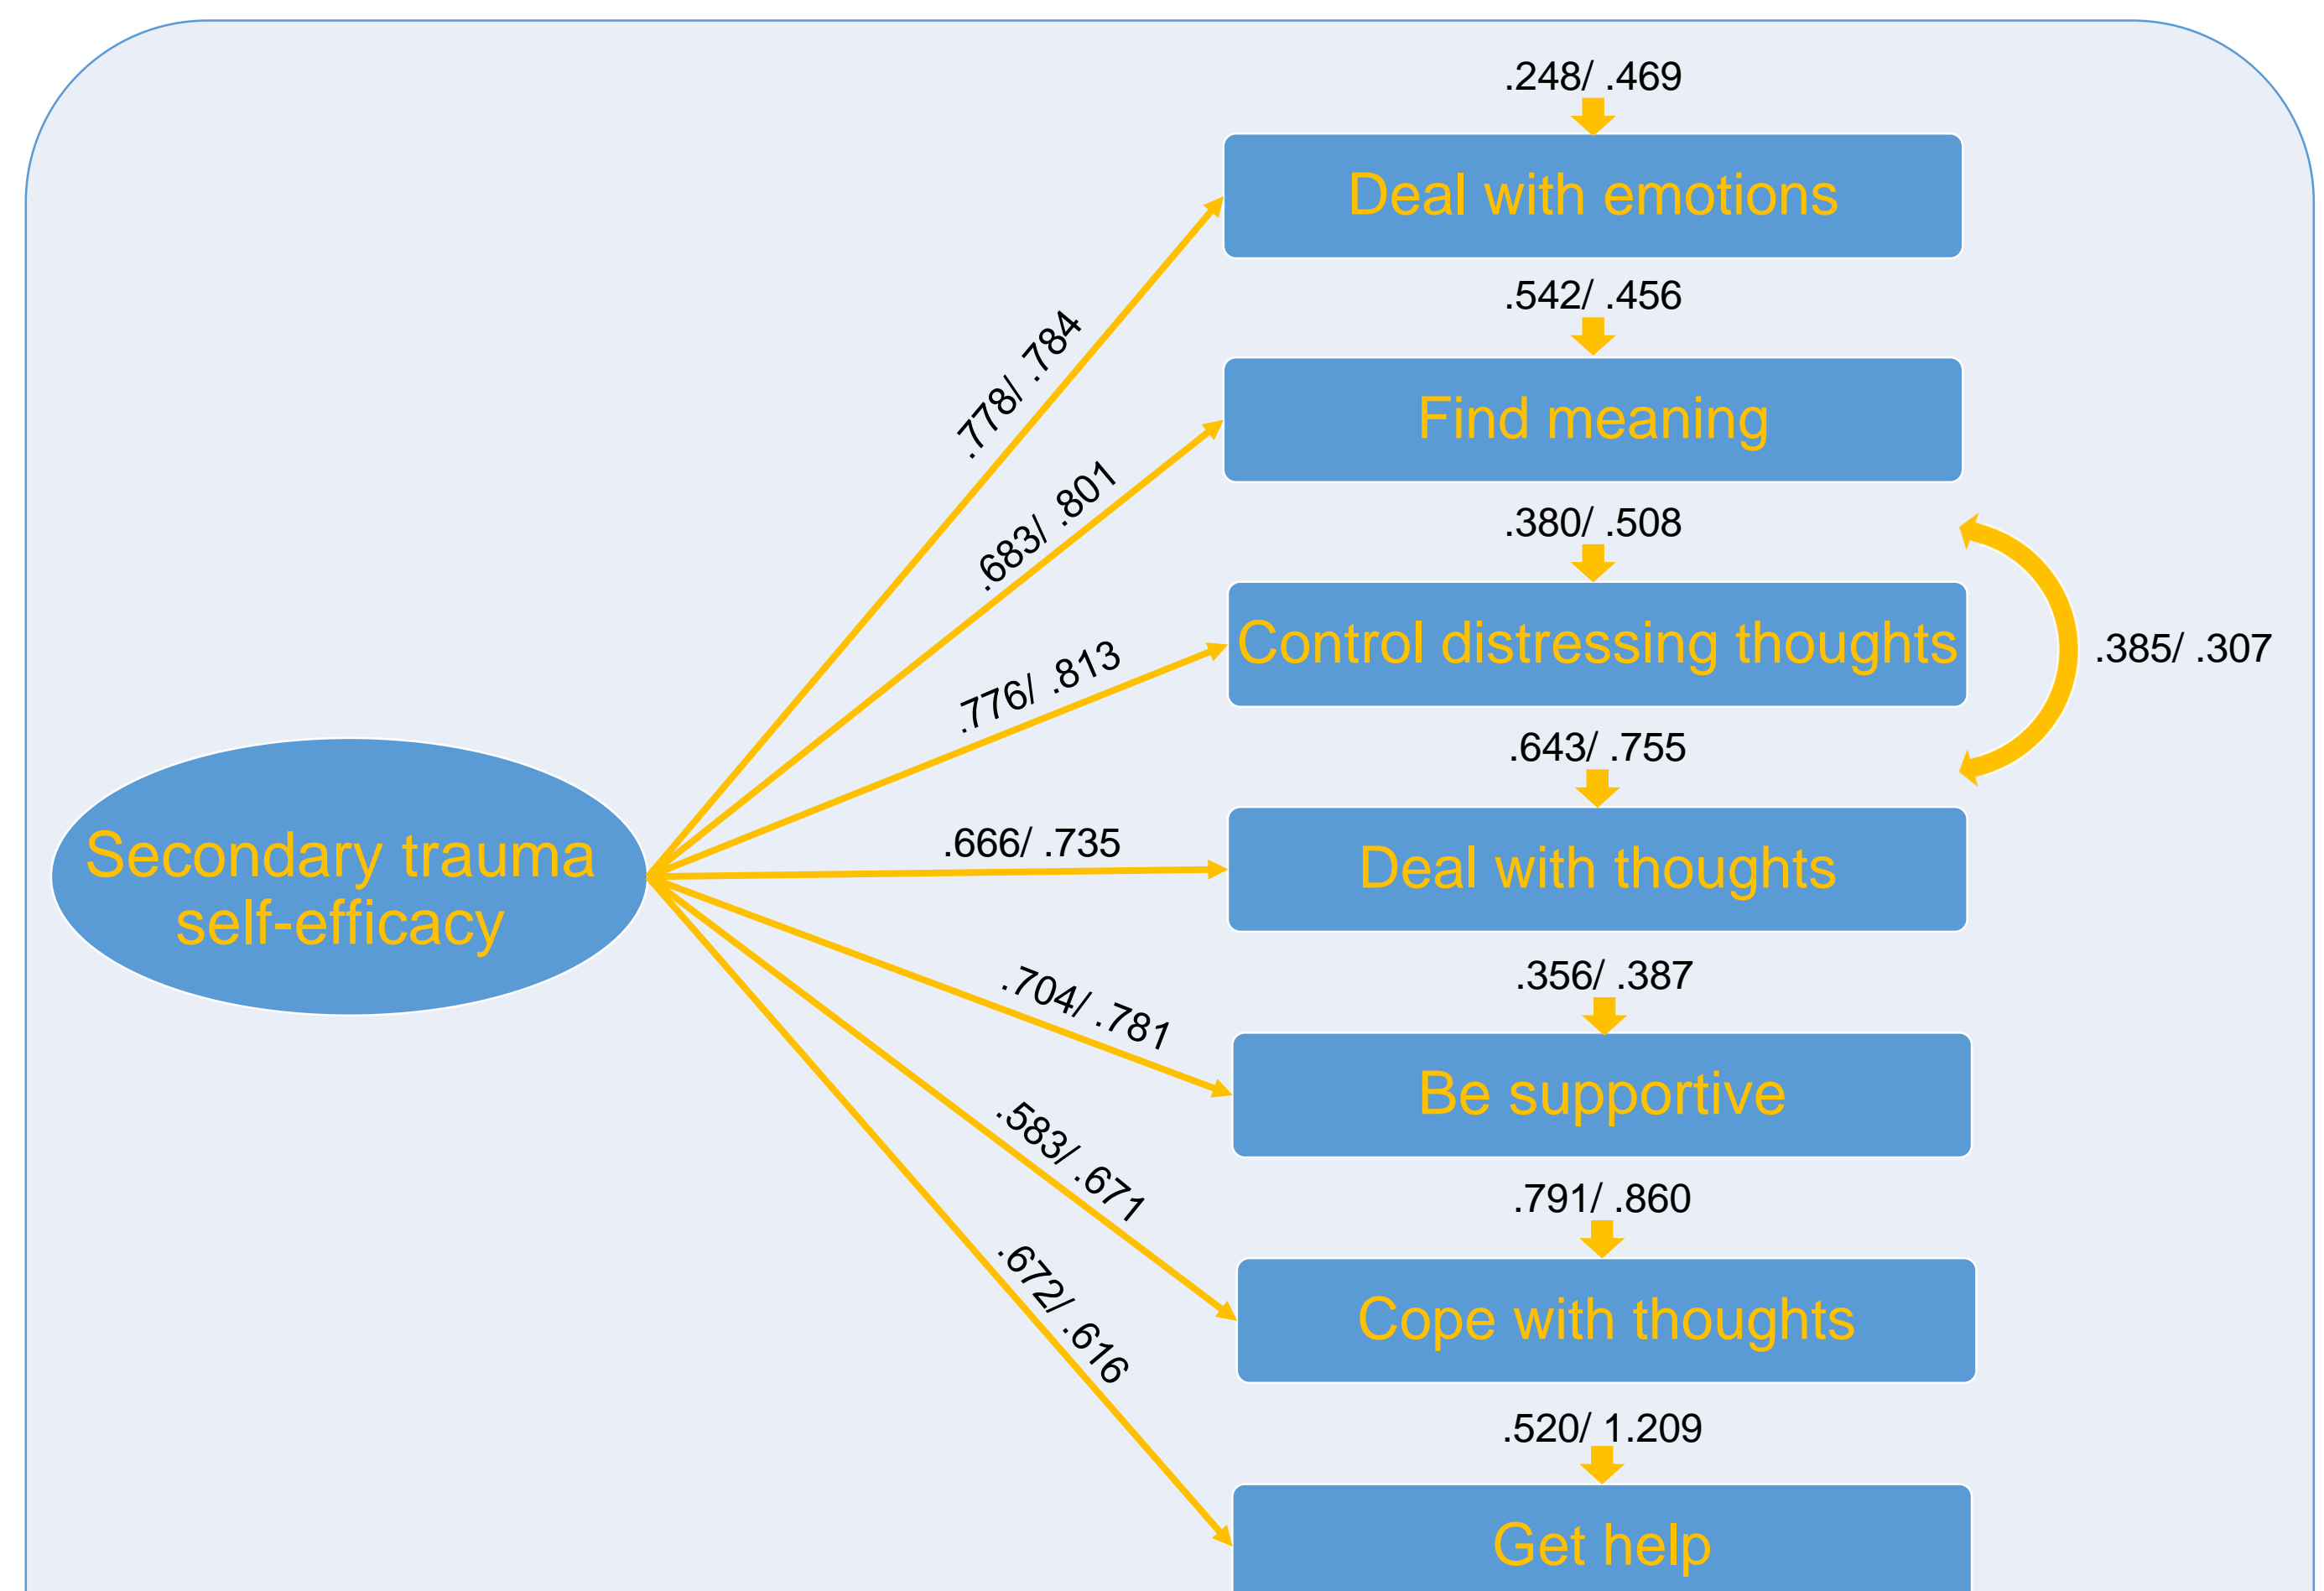 .248/ .469
Deal with emotions
.542/ .456
.778/ .784
Find meaning
.683/ .801
.380/ .508
Control distressing thoughts
.776/ .813
.385/ .307
.643/ .755
Secondary trauma
self-efficacy
.666/ .735
Deal with thoughts
.356/ .387
.704/ .781
Be supportive
.583/ .671
.791/ .860
Cope with thoughts
.672/ .616
.520/ 1.209
Get help